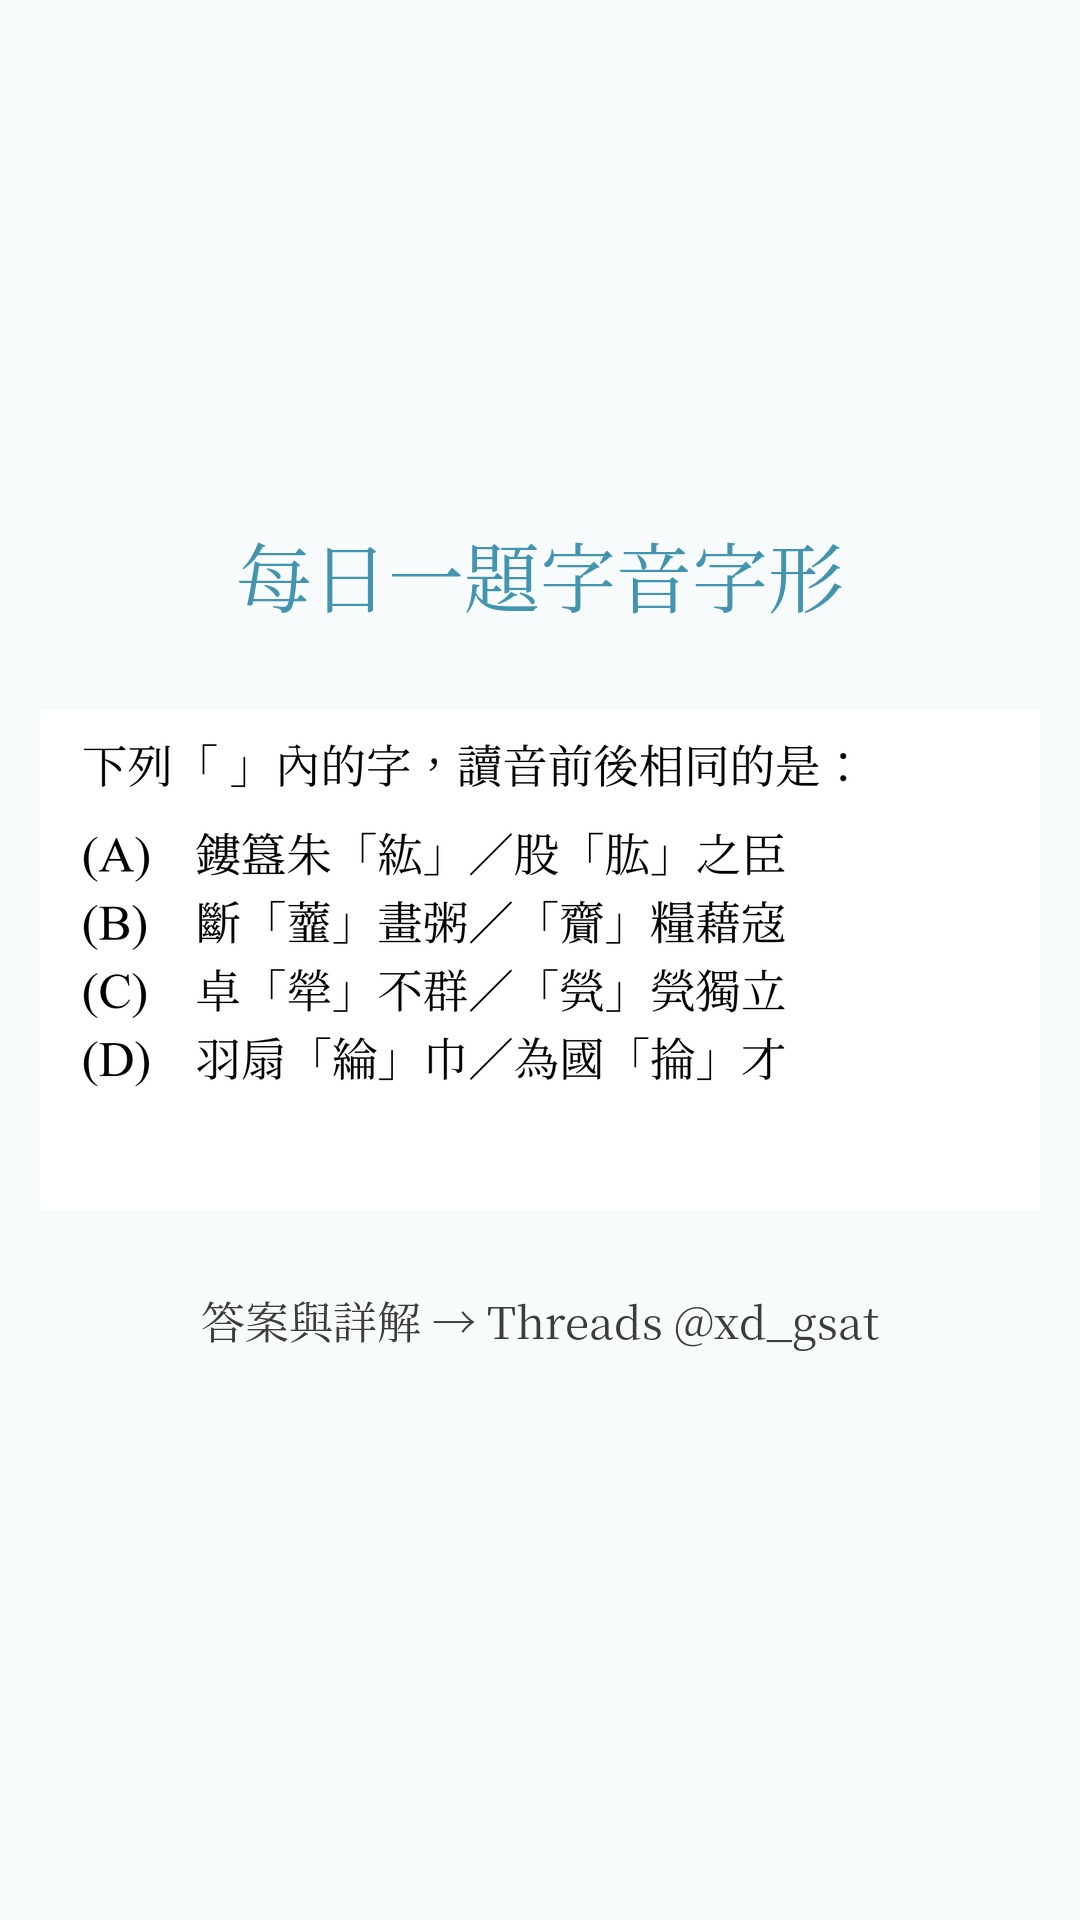 每日一題字音字形
下列「 」內的字，讀音前後相同的是：
(A) 鏤簋朱「紘」／股「肱」之臣
(B) 斷「虀」畫粥／「齎」糧藉寇
(C) 卓「犖」不群／「煢」煢獨立
(D) 羽扇「綸」巾／為國「掄」才
答案與詳解 → Threads @xd_gsat